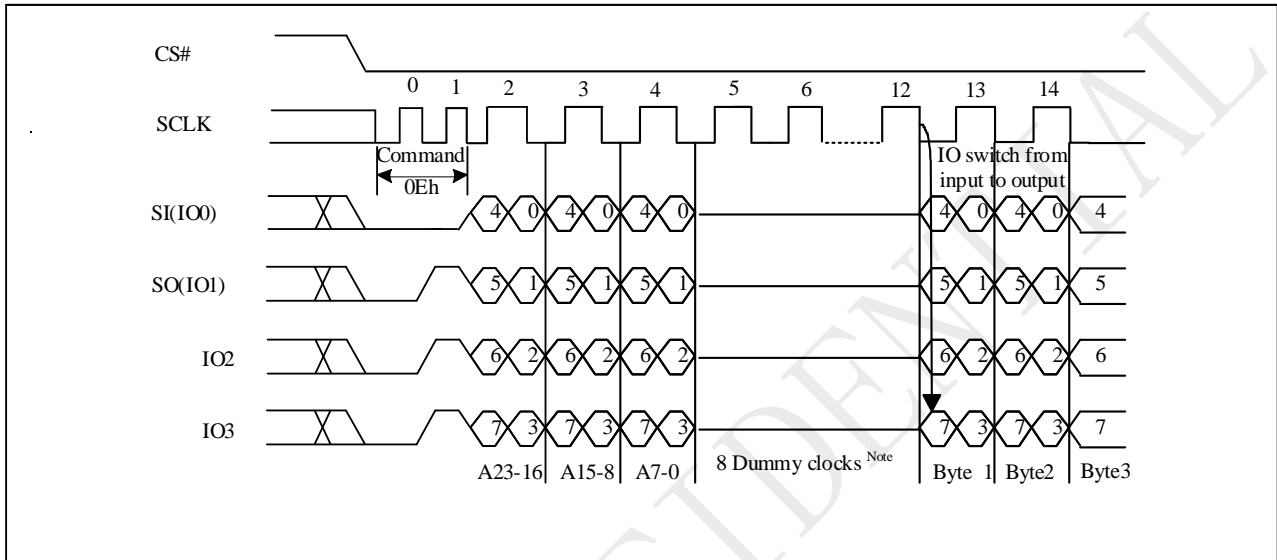 CS#
0 1 2 3 4 5 6 12 13 14
SCLK
Command
0Eh
IO switch from
input to output
SI(IO0) 4 0 4 0 4 0 4 0 4 0 4
SO(IO1) 5 1 5 1 5 1 5 1 5 1 5
IO2 6 2 6 2 6 2 6 2 6 2 6
IO3 7 3 7 3 7 3 7 3 7 3 7
A23-16 A15-8 A7-0 8 Dummy clocks Note Byte 1 Byte2 Byte3